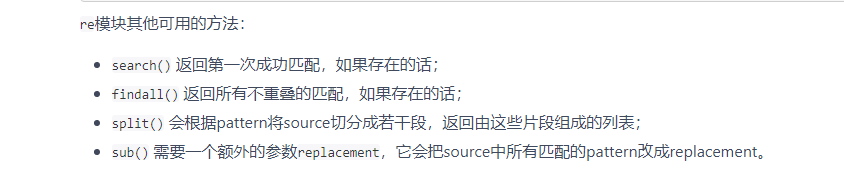 re模块其他可用的方法：
search() 返回第一次成功匹配，如果存在的话；
findall() 返回所有不重叠的匹配，如果存在的话；
split() 会根据pattern将source切分成若干段，返回由这些片段组成的列表；
sub() 需要一个额外的参数replacement，它会把source中所有匹配的pattern改成replacement。